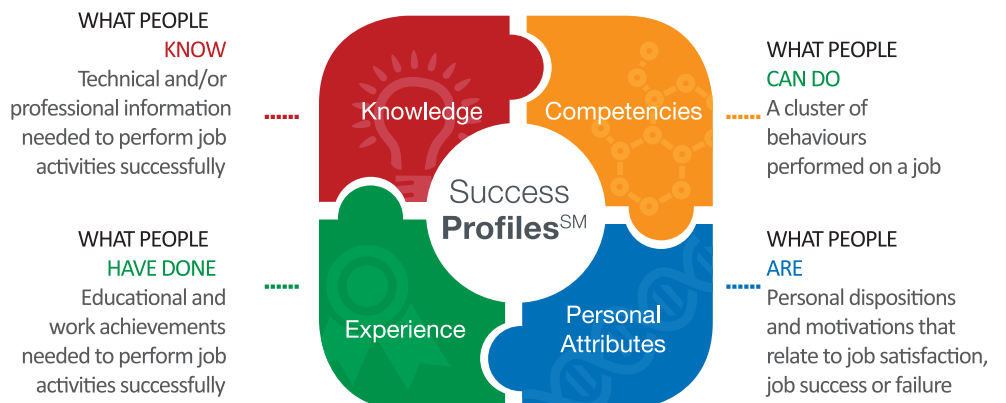 WHAT PEOPLE
KNOW
Technical and/or
professional information
needed to perform job
activities successfully
Knowledge
Competencies
WHAT PEOPLE
CAN DO
A cluster of
behaviours
performed on a job
Success
Profiles℠
WHAT PEOPLE
HAVE DONE
Educational and
work achievements
needed to perform job
activities successfully
Experience
Personal
Attributes
WHAT PEOPLE
ARE
Personal dispositions
and motivations that
relate to job satisfaction,
job success or failure